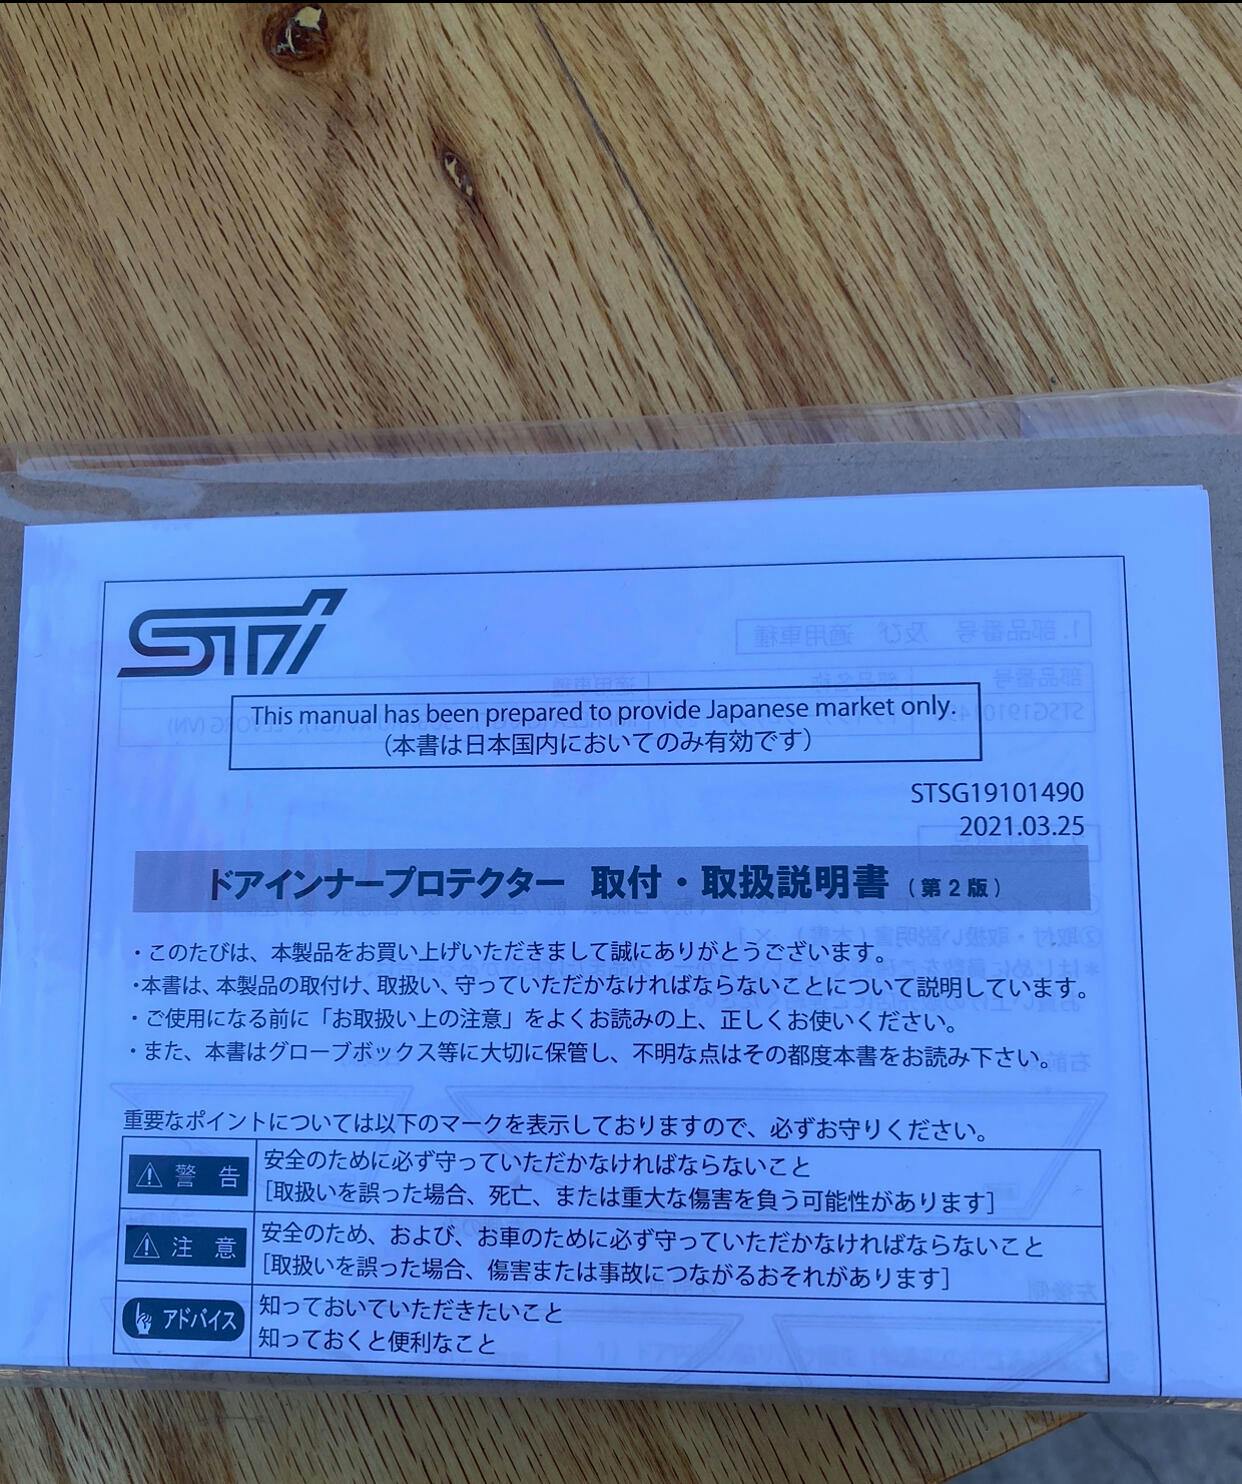 STI
This manual has been prepared to provide Japanese market only.
（本書は日本国内においてのみ有効です）
STSG19101490
2021.03.25
ドアインナープロテクター 取付・取扱説明書（第2版）
・このたびは、本製品をお買い上げいただきまして誠にありがとうございます。
・本書は、本製品の取付け、取扱い、守っていただかなければならないことについて説明しています。
・ご使用になる前に「お取扱い上の注意」をよくお読みの上、正しくお使いください。
・また、本書はグローブボックス等に大切に保管し、不明な点はその都度本書をお読み下さい。
重要なポイントについては以下のマークを表示しておりますので、必ずお守りください。
⚠ 警告 安全のために必ず守っていただかなければならないこと
［取扱いを誤った場合、死亡、または重大な傷害を負う可能性があります］
⚠ 注意 安全のため、および、お車のために必ず守っていただかなければならないこと
［取扱いを誤った場合、傷害または事故につながるおそれがあります］
アドバイス 知っておいていただきたいこと
知っておくと便利なこと